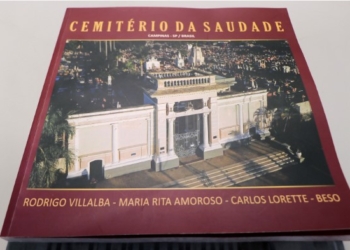 CEMITÉRIO DA SAUDADE
CAMPINAS - SP / BRASIL
RODRIGO VILLALBA - MARIA RITA AMOROSO - CARLOS LORETTE - BESO